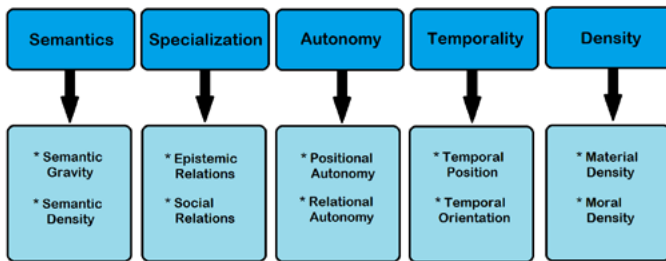 Semantics
Specialization
Autonomy
Temporality
Density
* Semantic
Gravity
* Semantic
Density
* Epistemic
Relations
* Social
Relations
* Positional
Autonomy
* Relational
Autonomy
* Temporal
Position
* Temporal
Orientation
* Material
Density
* Moral
Density